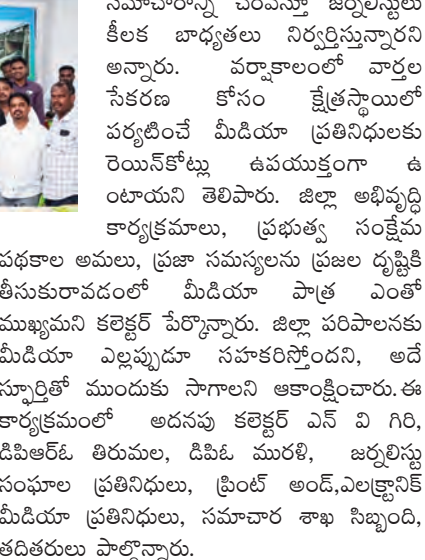 సమాచారాన్ని చేరవేస్తూ జర్నలిస్టులు
కీలక బాధ్యతలు నిర్వర్తిస్తున్నారని
అన్నారు. వర్షాకాలంలో వార్తల
సేకరణ కోసం క్షేత్రస్థాయిలో
పర్యటించే మీడియా ప్రతినిధులకు
రెయిన్‌కోట్లు ఉపయుక్తంగా ఉ
ంటాయని తెలిపారు. జిల్లా అభివృద్ధి
కార్యక్రమాలు, ప్రభుత్వ సంక్షేమ
పథకాల అమలు, ప్రజా సమస్యలను ప్రజల దృష్టికి
తీసుకురావడంలో మీడియా పాత్ర ఎంతో
ముఖ్యమని కలెక్టర్ పేర్కొన్నారు. జిల్లా పరిపాలనకు
మీడియా ఎల్లప్పుడూ సహకరిస్తోందని, అదే
స్ఫూర్తితో ముందుకు సాగాలని ఆకాంక్షించారు.ఈ
కార్యక్రమంలో అదనపు కలెక్టర్ ఎన్ వి గిరి,
డిపిఆర్ఓ తిరుమల, డిపిఓ మురళి, జర్నలిస్టు
సంఘాల ప్రతినిధులు, ప్రింట్ అండ్,ఎలక్ట్రానిక్
మీడియా ప్రతినిధులు, సమాచార శాఖ సిబ్బంది,
తదితరులు పాల్గొన్నారు.